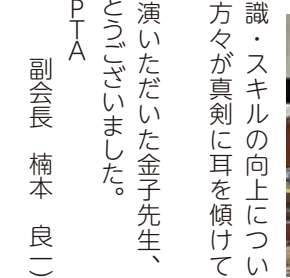 識・スキルの向上につい
方々が真剣に耳を傾けて
演いただいた金子先生、
とうございました。
PTA
副会長 楠本 良一)